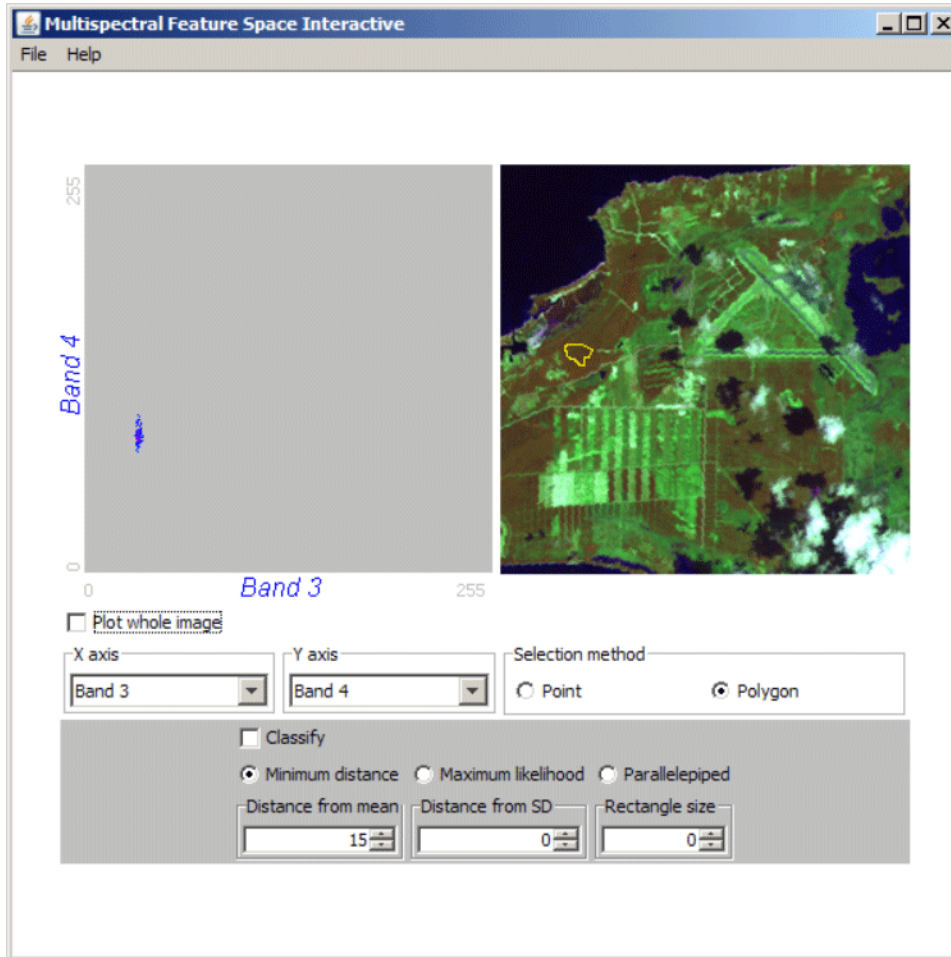 Multispectral Feature Space Interactive
File Help
255
Band 4
0
0 Band 3 255
Plot whole image
X axis Y axis Selection method
Band 3 Band 4 Point Polygon
Classify
Minimum distance Maximum likelihood Parallelepiped
Distance from mean Distance from SD Rectangle size
15 0 0